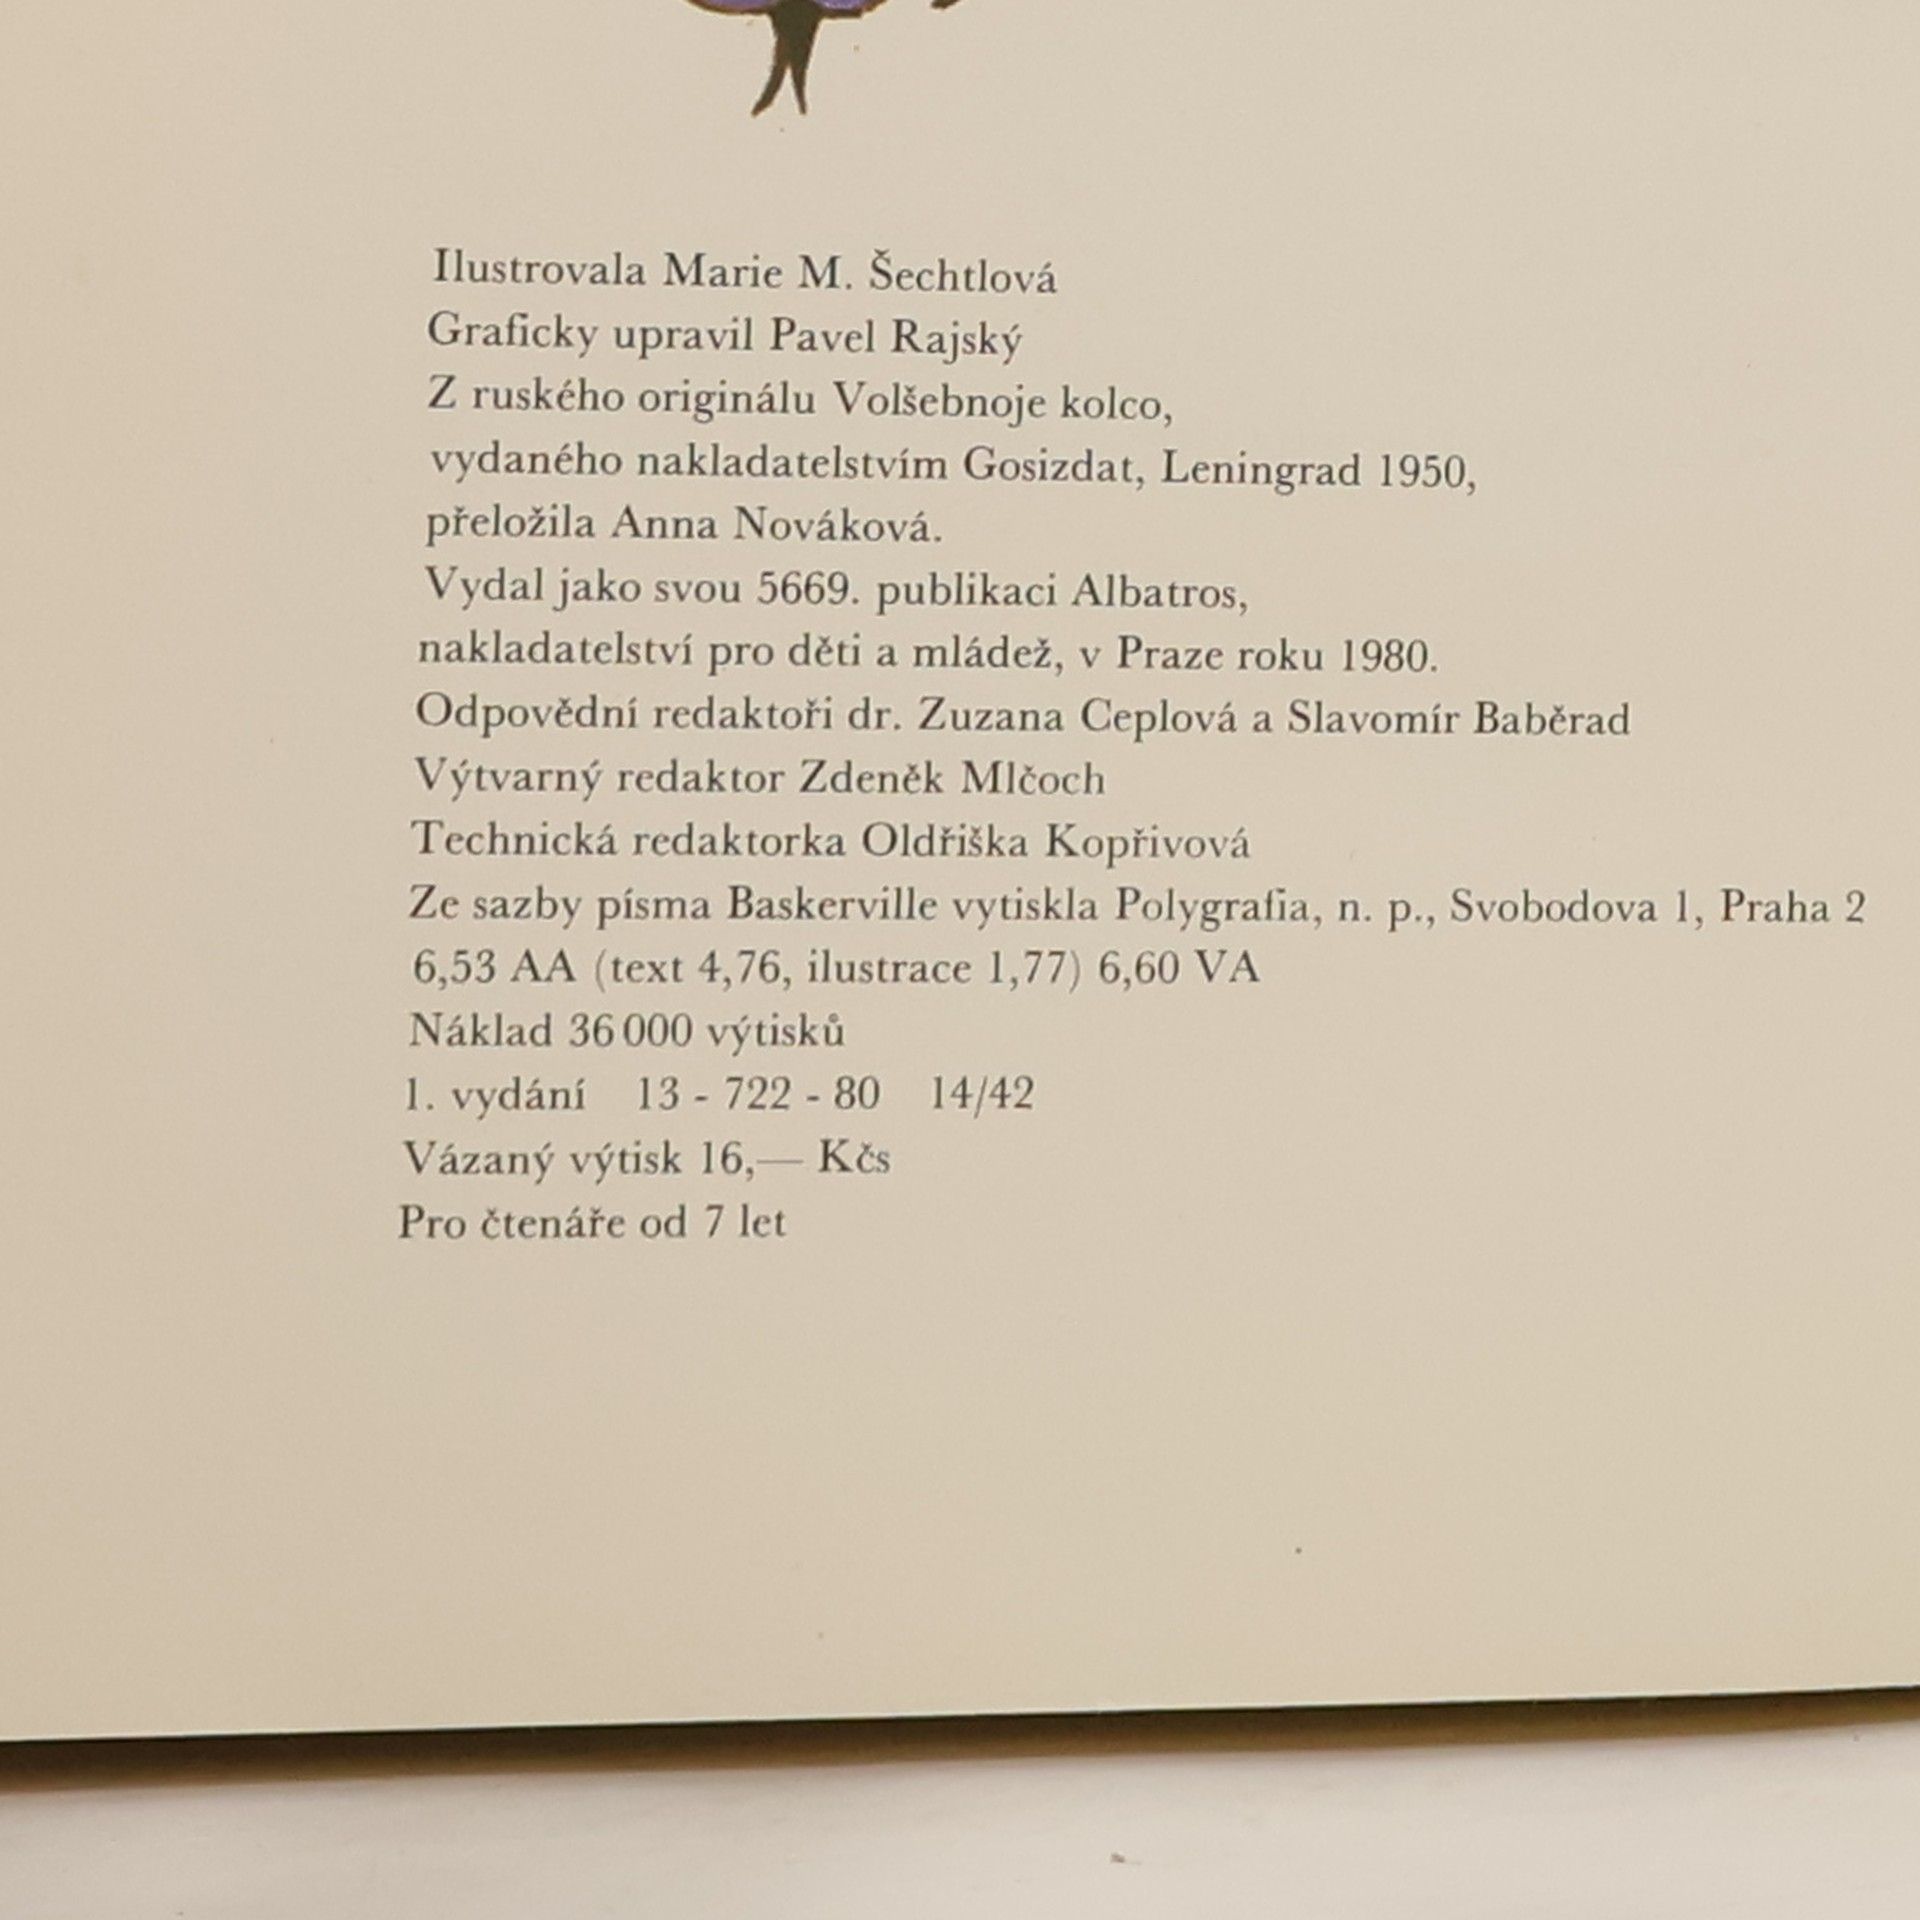 Ilustrovala Marie M. Šechtlová
Graficky upravil Pavel Rajský
Z ruského originálu Volšebnoje kolco,
vydaného nakladatelstvím Gosizdat, Leningrad 1950,
přeložila Anna Nováková.
Vydal jako svou 5669. publikaci Albatros,
nakladatelství pro děti a mládež, v Praze roku 1980.
Odpovědní redaktoři dr. Zuzana Ceplová a Slavomír Baběrad
Výtvarný redaktor Zdeněk Mlčoch
Technická redaktorka Oldřiška Kopřivová
Ze sazby písma Baskerville vytiskla Polygrafia, n. p., Svobodova 1, Praha 2
6,53 AA (text 4,76, ilustrace 1,77) 6,60 VA
Náklad 36 000 výtisků
1. vydání 13 - 722 - 80 14/42
Vázaný výtisk 16,— Kčs
Pro čtenáře od 7 let